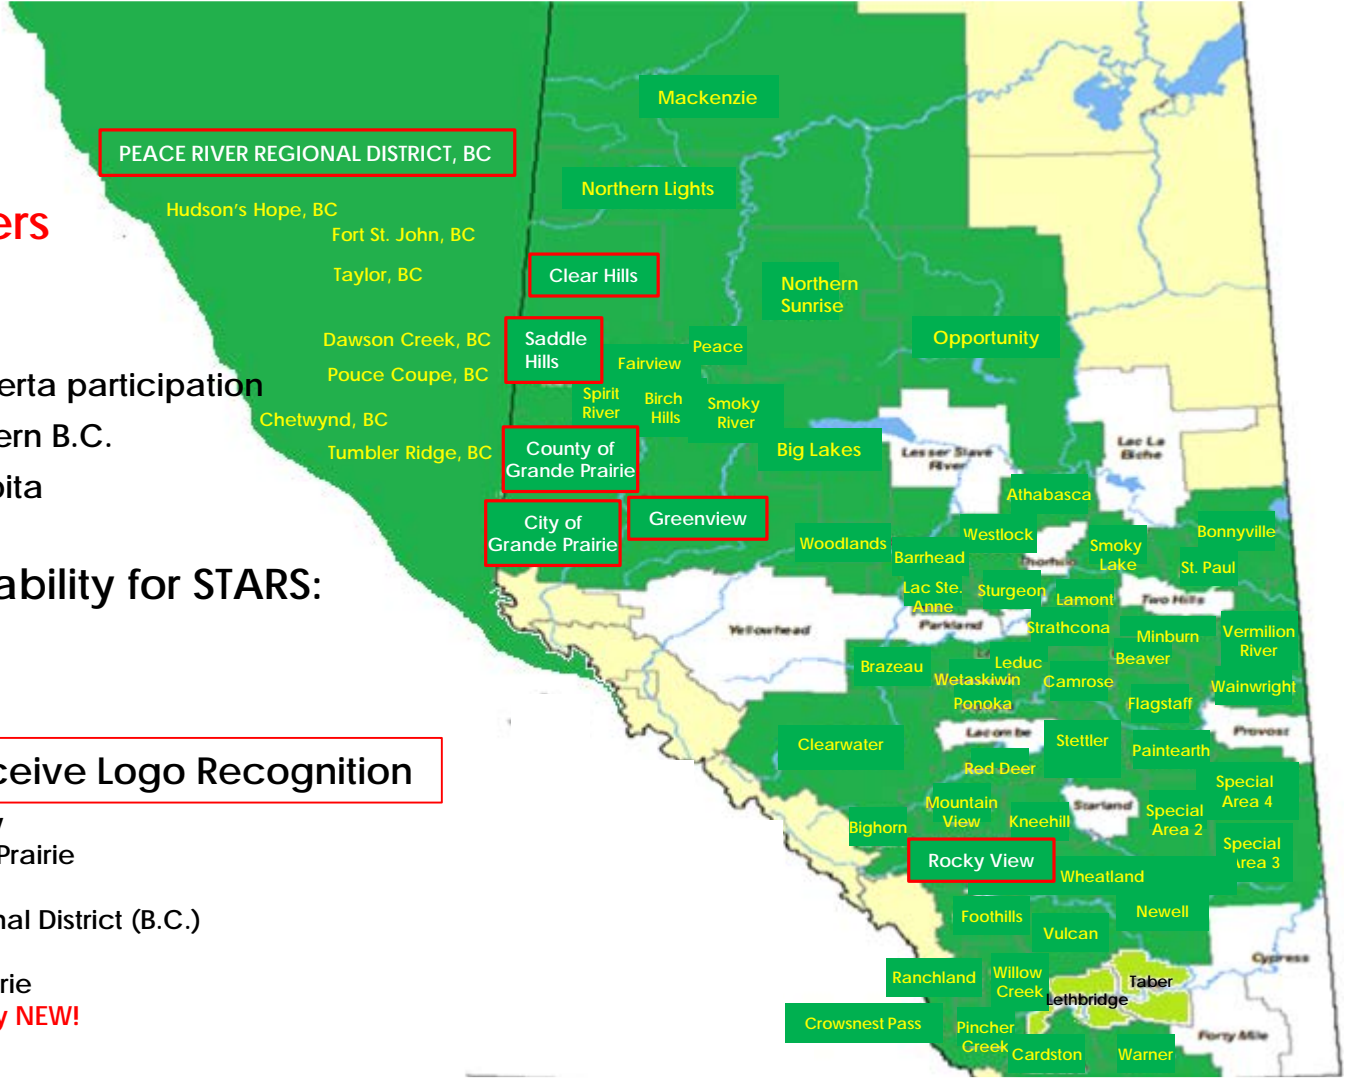 Mackenzie
PEACE RIVER REGIONAL DISTRICT, BC
Northern Lights
Hudson's Hope, BC
ers
Fort St. John, BC
Taylor, BC
Clear Hills
Northern
Sunrise
Dawson Creek, BC
Saddle
Hills
Opportunity
Peace
Fairview
Pouce Coupe, BC
erta participation
Spirit
River
Birch
Hills
Smoky
River
Chetwynd, BC
ern B.C.
Tumbler Ridge, BC
County of
Grande Prairie
Big Lakes
Lesser Slave
River
Lac La
Biche
bita
Athabasca
City of
Grande Prairie
Greenview
Woodlands
Barrhead
Westlock
Thorhild
Smoky
Lake
Bonnyville
St. Paul
ability for STARS:
Lac Ste.
Anne
Sturgeon
Lamont
Two Hills
Yellowhead
Parkland
Strathcona
Minburn
Vermilion
River
Brazeau
Leduc
Beaver
Wetaskiwin
Camrose
Wainwright
Ponoka
Flagstaff
Clearwater
Lacombe
Stettler
Paintearth
Provost
ceive Logo Recognition
Red Deer
Special
Area 4
Mountain
View
Kneehill
Starland
Special
Area 2
Bighorn
y
Prairie
Rocky View
Special
Area 3
Wheatland
nal District (B.C.)
Foothills
Newell
Vulcan
Cypress
rie
Ranchland
Willow
Creek
Taber
Lethbridge
y NEW!
Crowsnest Pass
Pincher
Creek
Cardston
Warner
Forty Mile